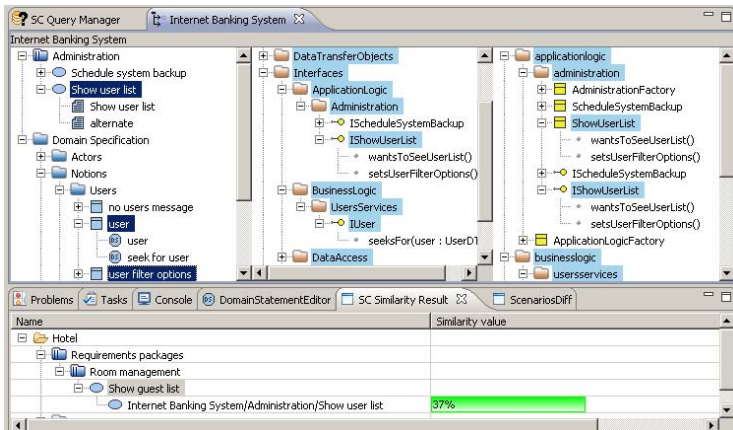 SC Query Manager
Internet Banking System
Internet Banking System
Administration
Schedule system backup
Show user list
Show user list
alternate
Domain Specification
Actors
Notions
Users
no users message
user
user
seek for user
user filter options
DataTransferObjects
Interfaces
ApplicationLogic
Administration
IScheduleSystemBackup
IShowUserList
wantsToSeeUserList()
setsUserFilterOptions()
BusinessLogic
UsersServices
IUser
seeksFor(user : UserDT
DataAccess
applicationlogic
administration
AdministrationFactory
ScheduleSystemBackup
ShowUserList
wantsToSeeUserList()
setsUserFilterOptions()
IScheduleSystemBackup
IShowUserList
wantsToSeeUserList()
setsUserFilterOptions()
ApplicationLogicFactory
businesslogic
usersservices
Problems
Tasks
Console
DomainStatementEditor
SC Similarity Result
ScenariosDiff
Name
Similarity value
Hotel
Requirements packages
Room management
Show guest list
Internet Banking System/Administration/Show user list
37%